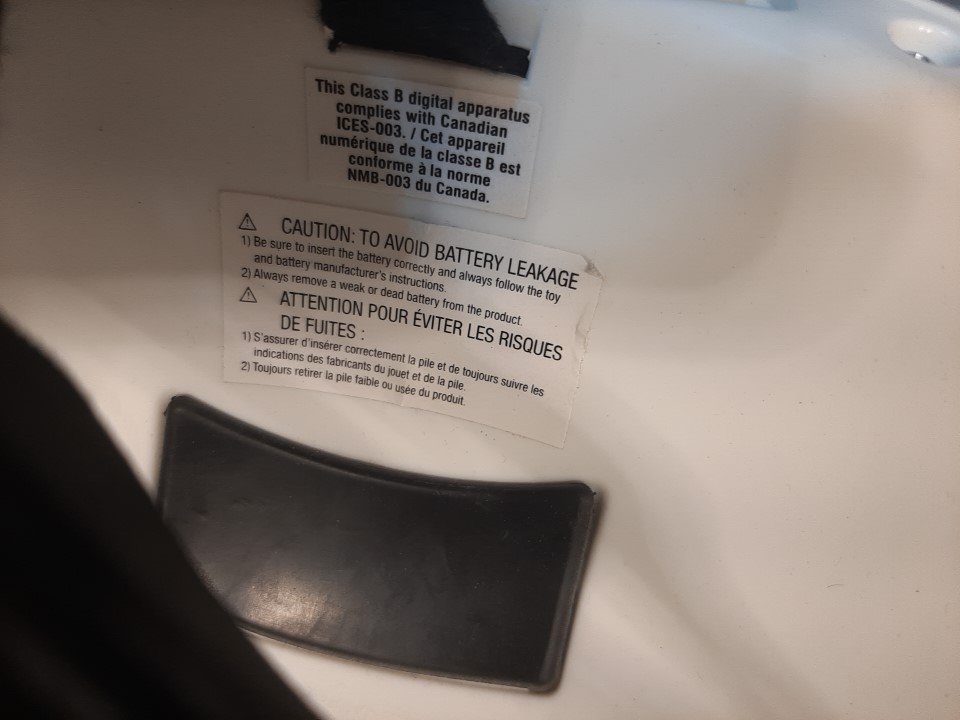 This Class B digital apparatus
complies with Canadian
ICES-003. / Cet appareil
numérique de la classe B est
conforme à la norme
NMB-003 du Canada.
⚠ CAUTION: TO AVOID BATTERY LEAKAGE
1) Be sure to insert the battery correctly and always follow the toy
and battery manufacturer's instructions.
2) Always remove a weak or dead battery from the product.
⚠ ATTENTION POUR ÉVITER LES RISQUES
DE FUITES :
1) S'assurer d'insérer correctement la pile et de toujours suivre les
indications des fabricants du jouet et de la pile.
2) Toujours retirer la pile faible ou usée du produit.